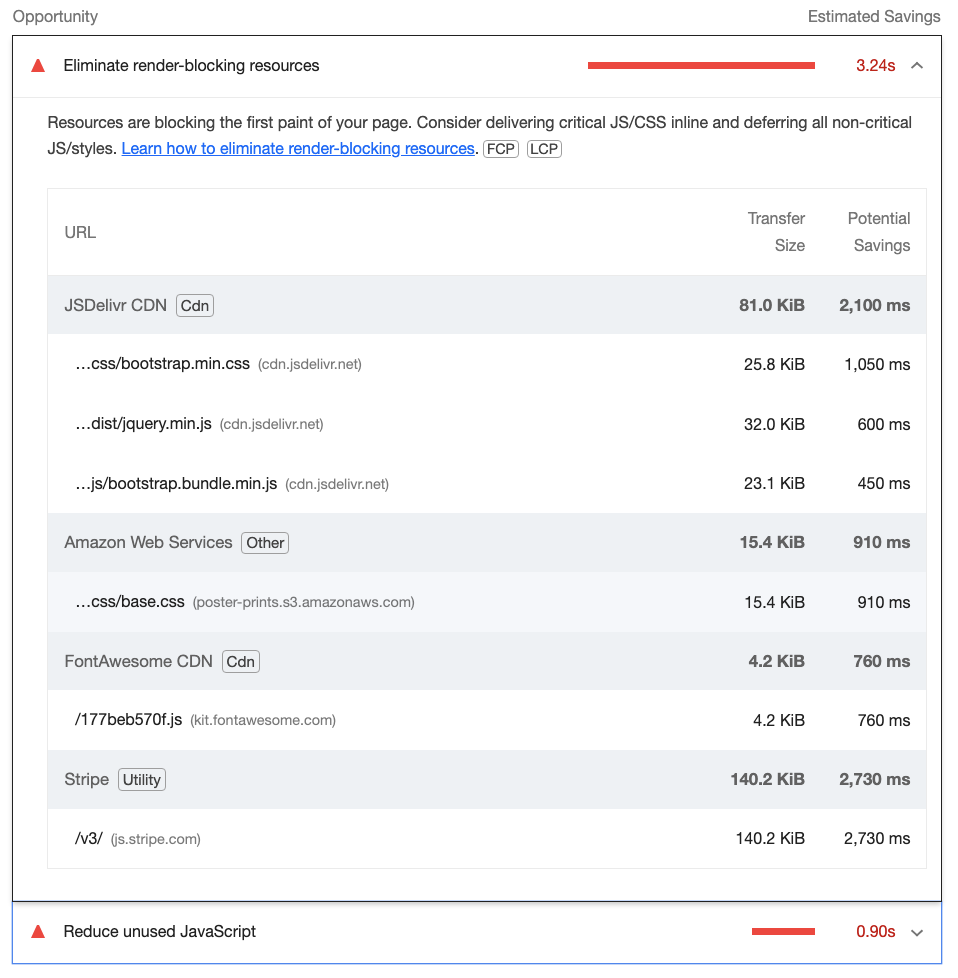 Opportunity Estimated Savings
Eliminate render-blocking resources 3.24s
Resources are blocking the first paint of your page. Consider delivering critical JS/CSS inline and deferring all non-critical
JS/styles. Learn how to eliminate render-blocking resources. FCP LCP
URL Transfer Size Potential Savings
JSDelivr CDN Cdn 81.0 KiB 2,100 ms
…css/bootstrap.min.css (cdn.jsdelivr.net) 25.8 KiB 1,050 ms
…dist/jquery.min.js (cdn.jsdelivr.net) 32.0 KiB 600 ms
…js/bootstrap.bundle.min.js (cdn.jsdelivr.net) 23.1 KiB 450 ms
Amazon Web Services Other 15.4 KiB 910 ms
…css/base.css (poster-prints.s3.amazonaws.com) 15.4 KiB 910 ms
FontAwesome CDN Cdn 4.2 KiB 760 ms
/177beb570f.js (kit.fontawesome.com) 4.2 KiB 760 ms
Stripe Utility 140.2 KiB 2,730 ms
/v3/ (js.stripe.com) 140.2 KiB 2,730 ms
Reduce unused JavaScript 0.90s